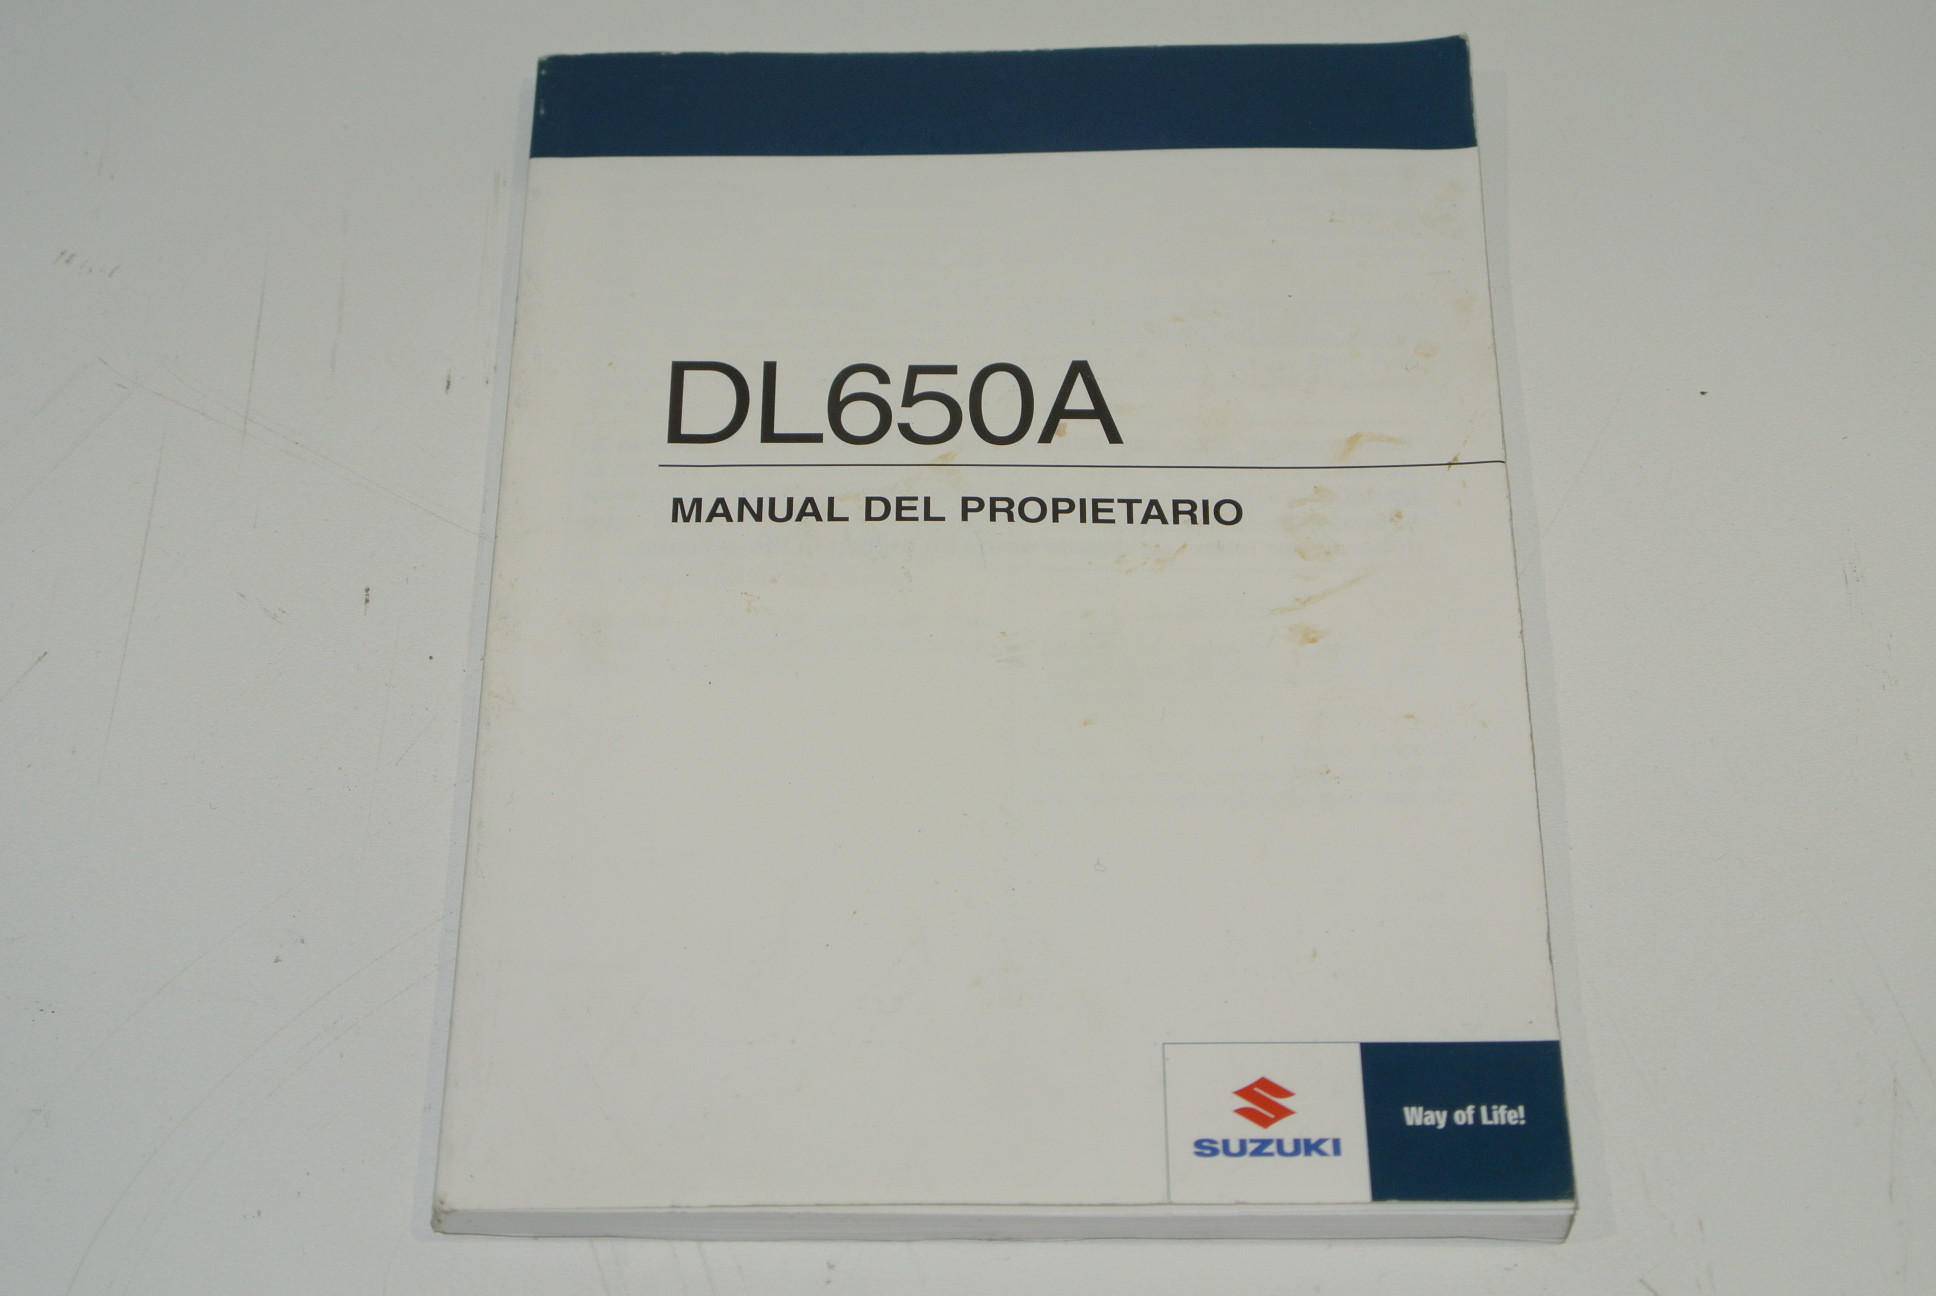 DL650A
MANUAL DEL PROPIETARIO
SUZUKI
Way of Life!